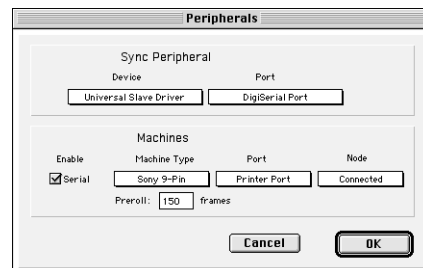 Peripherals
Sync Peripheral
Device Port
Universal Slave Driver DigiSerial Port
Machines
Enable Machine Type Port Node
Serial Sony 9-Pin Printer Port Connected
Preroll: 150 frames
Cancel OK